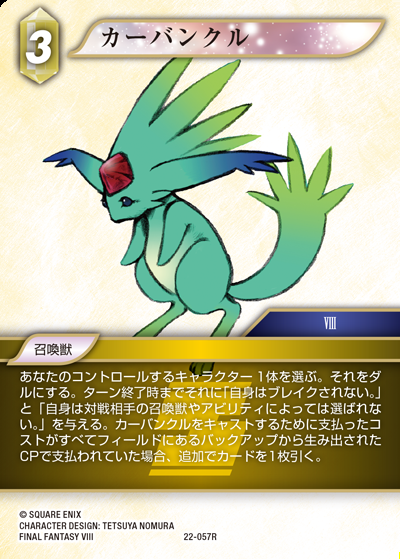 3
カーバンクル
VIII
召喚獣
あなたのコントロールするキャラクター1体を選ぶ。それをダ
ルにする。ターン終了時までそれに「自身はブレイクされない。」
と「自身は対戦相手の召喚獣やアビリティによっては選ばれ
ない。」を与える。カーバンクルをキャストするために支払ったコ
ストがすべてフィールドにあるバックアップから生み出された
CPで支払われていた場合、追加でカードを1枚引く。
© SQUARE ENIX
CHARACTER DESIGN: TETSUYA NOMURA
FINAL FANTASY VIII
22-057R